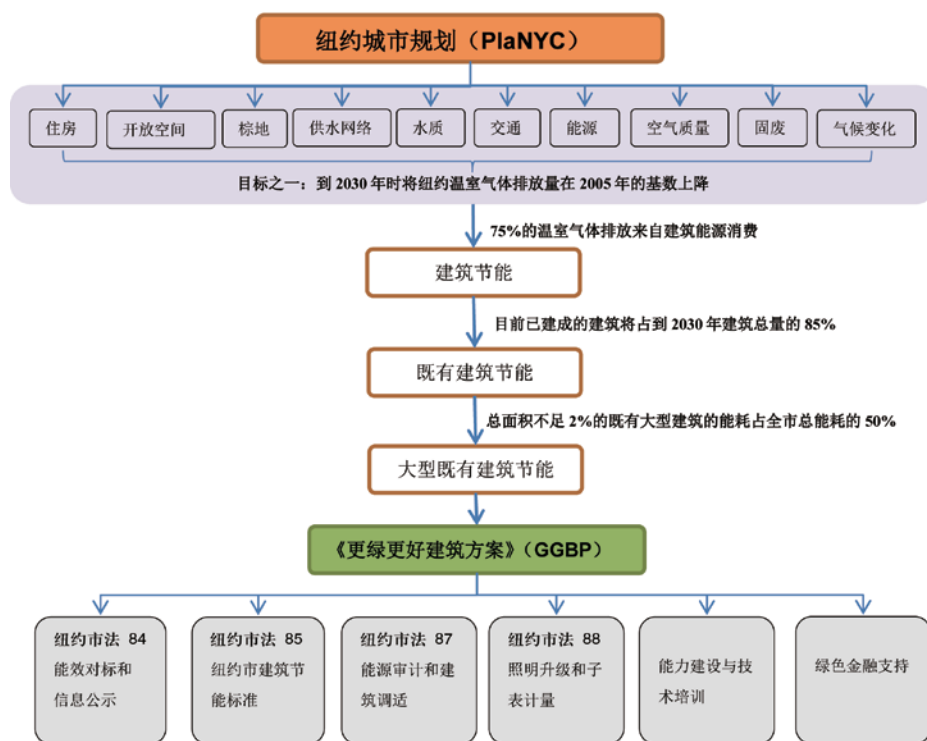 纽约城市规划（PlaNYC）
住房
开放空间
棕地
供水网络
水质
交通
能源
空气质量
固废
气候变化
目标之一：到 2030 年时将纽约温室气体排放量在 2005 年的基数上降
75%的温室气体排放来自建筑能源消费
建筑节能
目前已建成的建筑将占到 2030 年建筑总量的 85%
既有建筑节能
总面积不足 2%的既有大型建筑的能耗占全市总能耗的 50%
大型既有建筑节能
《更绿更好建筑方案》（GGBP）
纽约市法 84
能效对标和
信息公示
纽约市法 85
纽约市建筑节
能标准
纽约市法 87
能源审计和建
筑调适
纽约市法 88
照明升级和子
表计量
能力建设与技
术培训
绿色金融支持